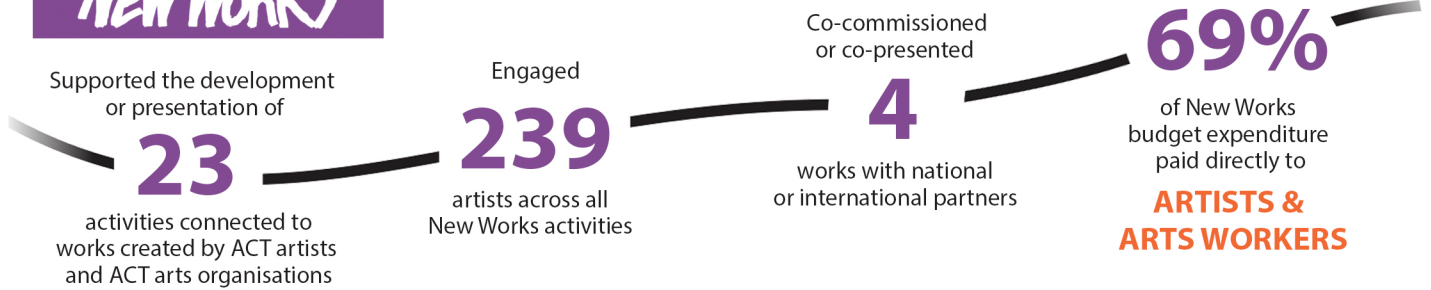 NEW WORKS
Supported the development
or presentation of
23
activities connected to
works created by ACT artists
and ACT arts organisations
Engaged
239
artists across all
New Works activities
Co-commissioned
or co-presented
4
works with national
or international partners
69%
of New Works
budget expenditure
paid directly to
ARTISTS &
ARTS WORKERS